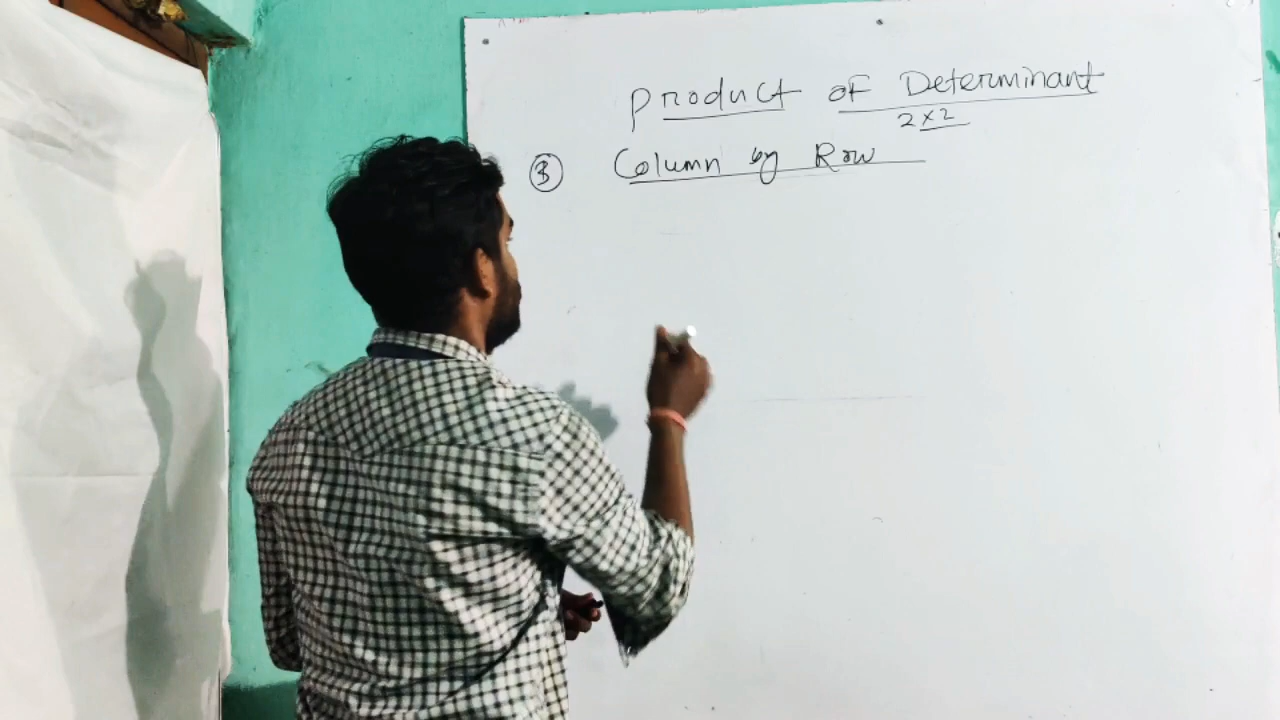 Product of Determinant
2×2
③ Column by Row